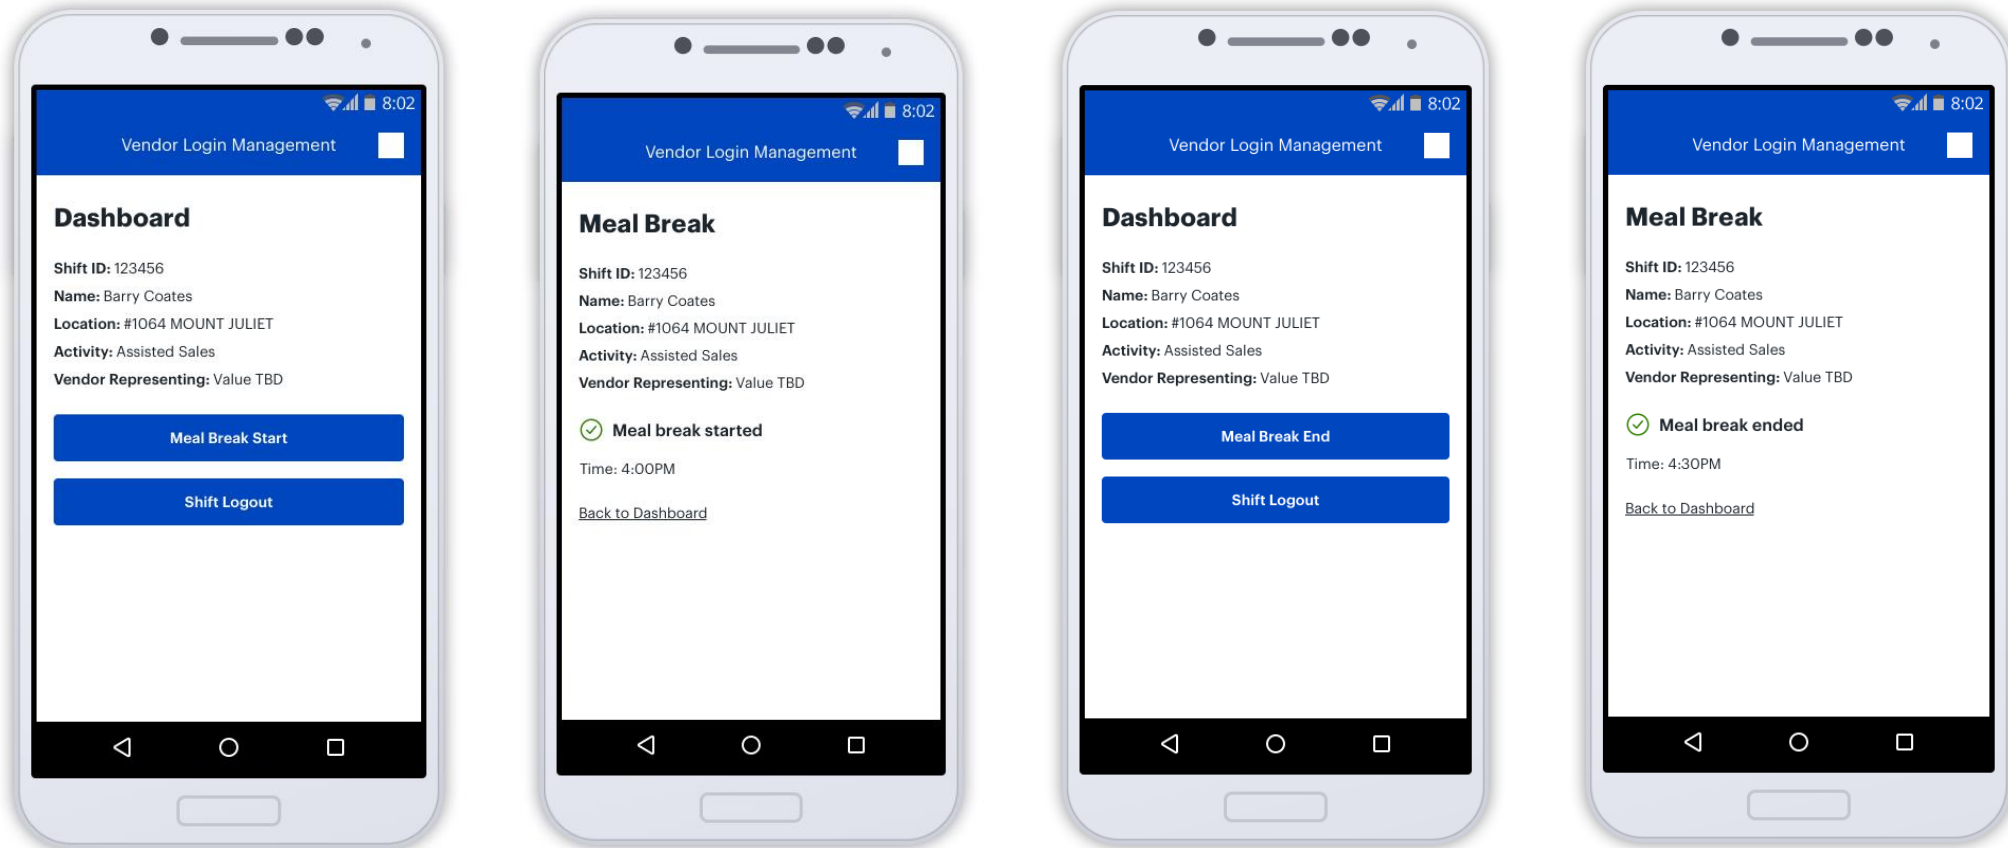 8:02
Vendor Login Management
Dashboard
Shift ID: 123456
Name: Barry Coates
Location: #1064 MOUNT JULIET
Activity: Assisted Sales
Vendor Representing: Value TBD
Meal Break Start
Shift Logout
8:02
Vendor Login Management
Meal Break
Shift ID: 123456
Name: Barry Coates
Location: #1064 MOUNT JULIET
Activity: Assisted Sales
Vendor Representing: Value TBD
Meal break started
Time: 4:00PM
Back to Dashboard
8:02
Vendor Login Management
Dashboard
Shift ID: 123456
Name: Barry Coates
Location: #1064 MOUNT JULIET
Activity: Assisted Sales
Vendor Representing: Value TBD
Meal Break End
Shift Logout
8:02
Vendor Login Management
Meal Break
Shift ID: 123456
Name: Barry Coates
Location: #1064 MOUNT JULIET
Activity: Assisted Sales
Vendor Representing: Value TBD
Meal break ended
Time: 4:30PM
Back to Dashboard